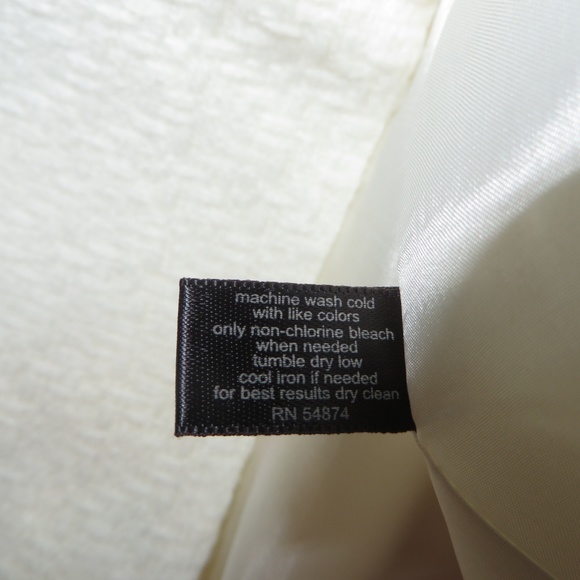 machine wash cold
with like colors
only non-chlorine bleach
when needed
tumble dry low
cool iron if needed
for best results dry clean
RN 54874